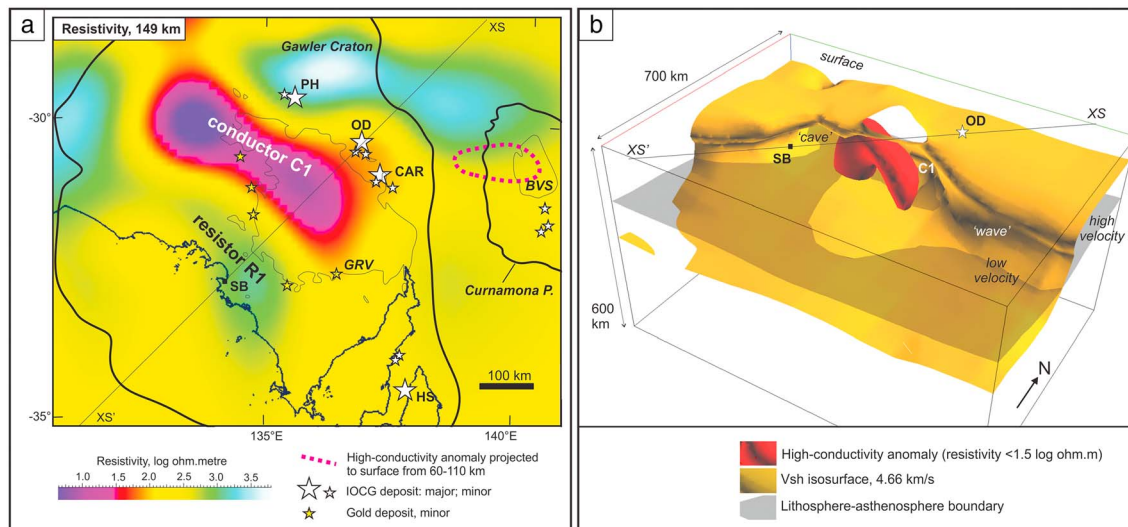 a
Resistivity, 149 km
XS
Gawler Craton
PH
-30°
OD
conductor C1
CAR
BVS
resistor R1
SB
GRV
Curnamona P.
100 km
HS
-35°
XS'
135°E
140°E
Resistivity, log ohm.metre
1.0 1.5 2.0 2.5 3.0 3.5
High-conductivity anomaly projected
to surface from 60-110 km
IOCG deposit: major; minor
Gold deposit, minor
b
700 km
surface
OD
XS
'cave'
XS'
SB
C1
high
velocity
'wave'
low
velocity
600
km
N
High-conductivity anomaly (resistivity <1.5 log ohm.m)
Vsh isosurface, 4.66 km/s
Lithosphere-asthenosphere boundary